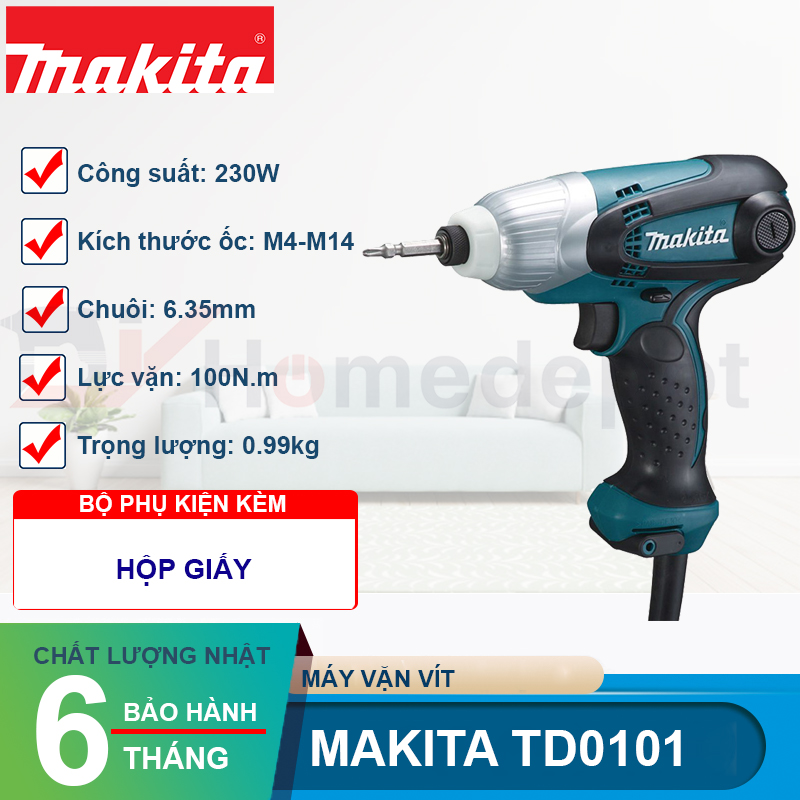 makita®
Công suất: 230W
Kích thước ốc: M4-M14
Chuôi: 6.35mm
Lực vặn: 100N.m
Trọng lượng: 0.99kg
makita
Homedepot
BỘ PHỤ KIỆN KÈM
HỘP GIẤY
CHẤT LƯỢNG NHẬT
6 BẢO HÀNH
THÁNG
MÁY VẶN VÍT
MAKITA TD0101